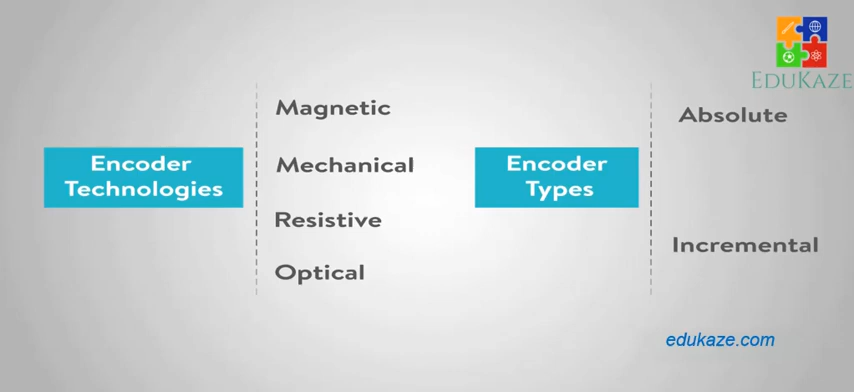 EduKaze
Encoder
Technologies
Magnetic
Mechanical
Resistive
Optical
Encoder
Types
Absolute
Incremental
edukaze.com